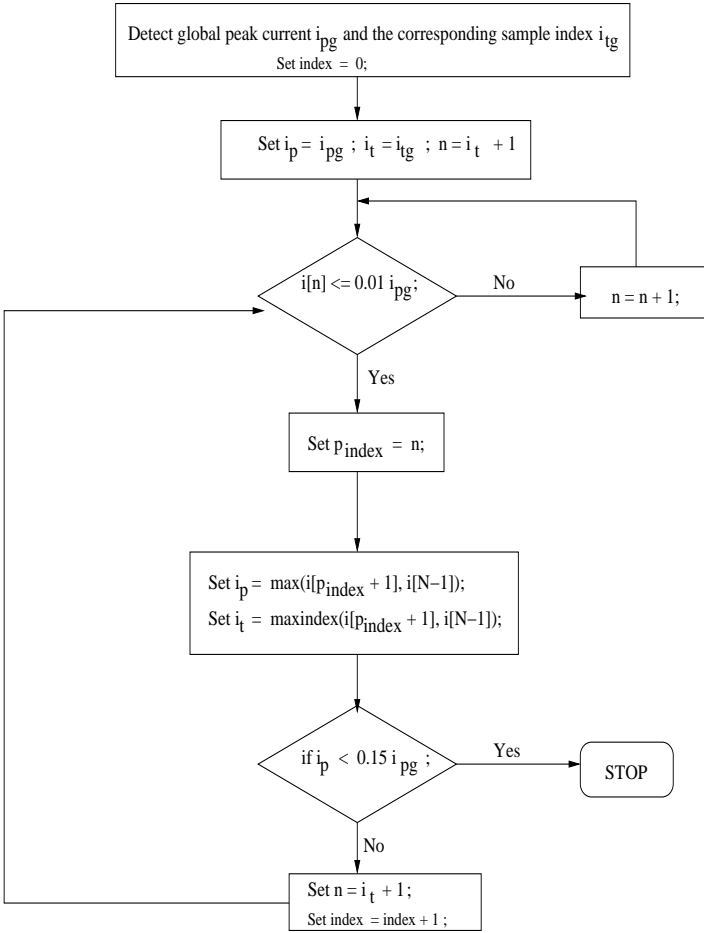 Detect global peak current i_pg and the corresponding sample index i_tg
Set index = 0;
Set i_p = i_pg ; i_t = i_tg ; n = i_t + 1
i[n] <= 0.01 i_pg;
No
n = n + 1;
Yes
Set p_index = n;
Set i_p = max(i[p_index + 1], i[N–1]);
Set i_t = maxindex(i[p_index + 1], i[N–1]);
if i_p < 0.15 i_pg ;
Yes
STOP
No
Set n = i_t + 1 ;
Set index = index + 1 ;